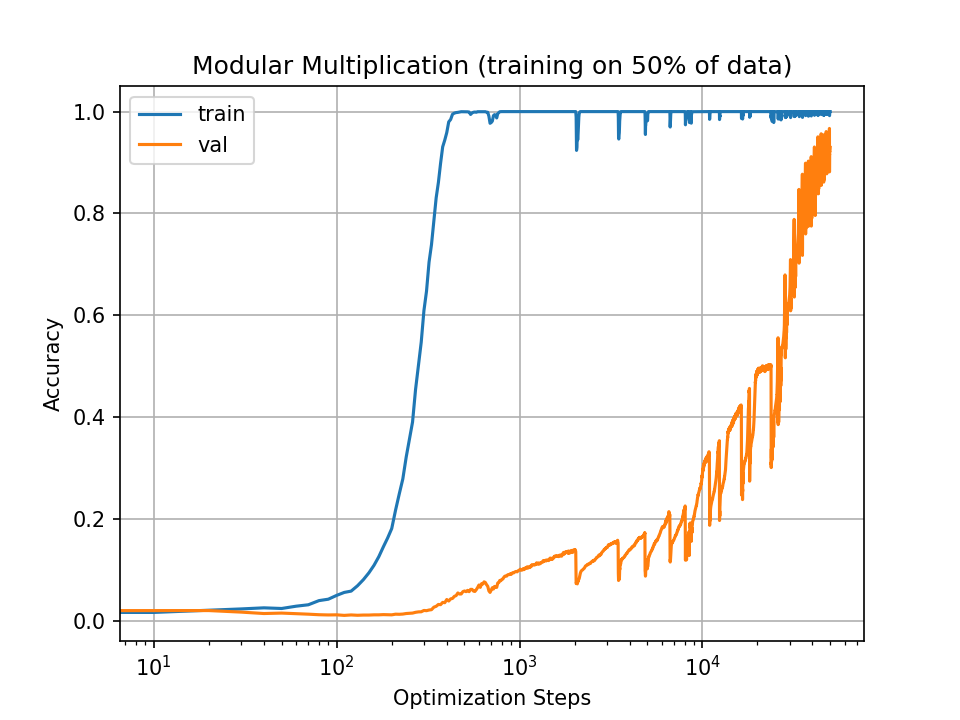 Modular Multiplication (training on 50% of data)
train
val
1.0
0.8
0.6
0.4
0.2
0.0
Accuracy
10¹ 10² 10³ 10⁴
Optimization Steps